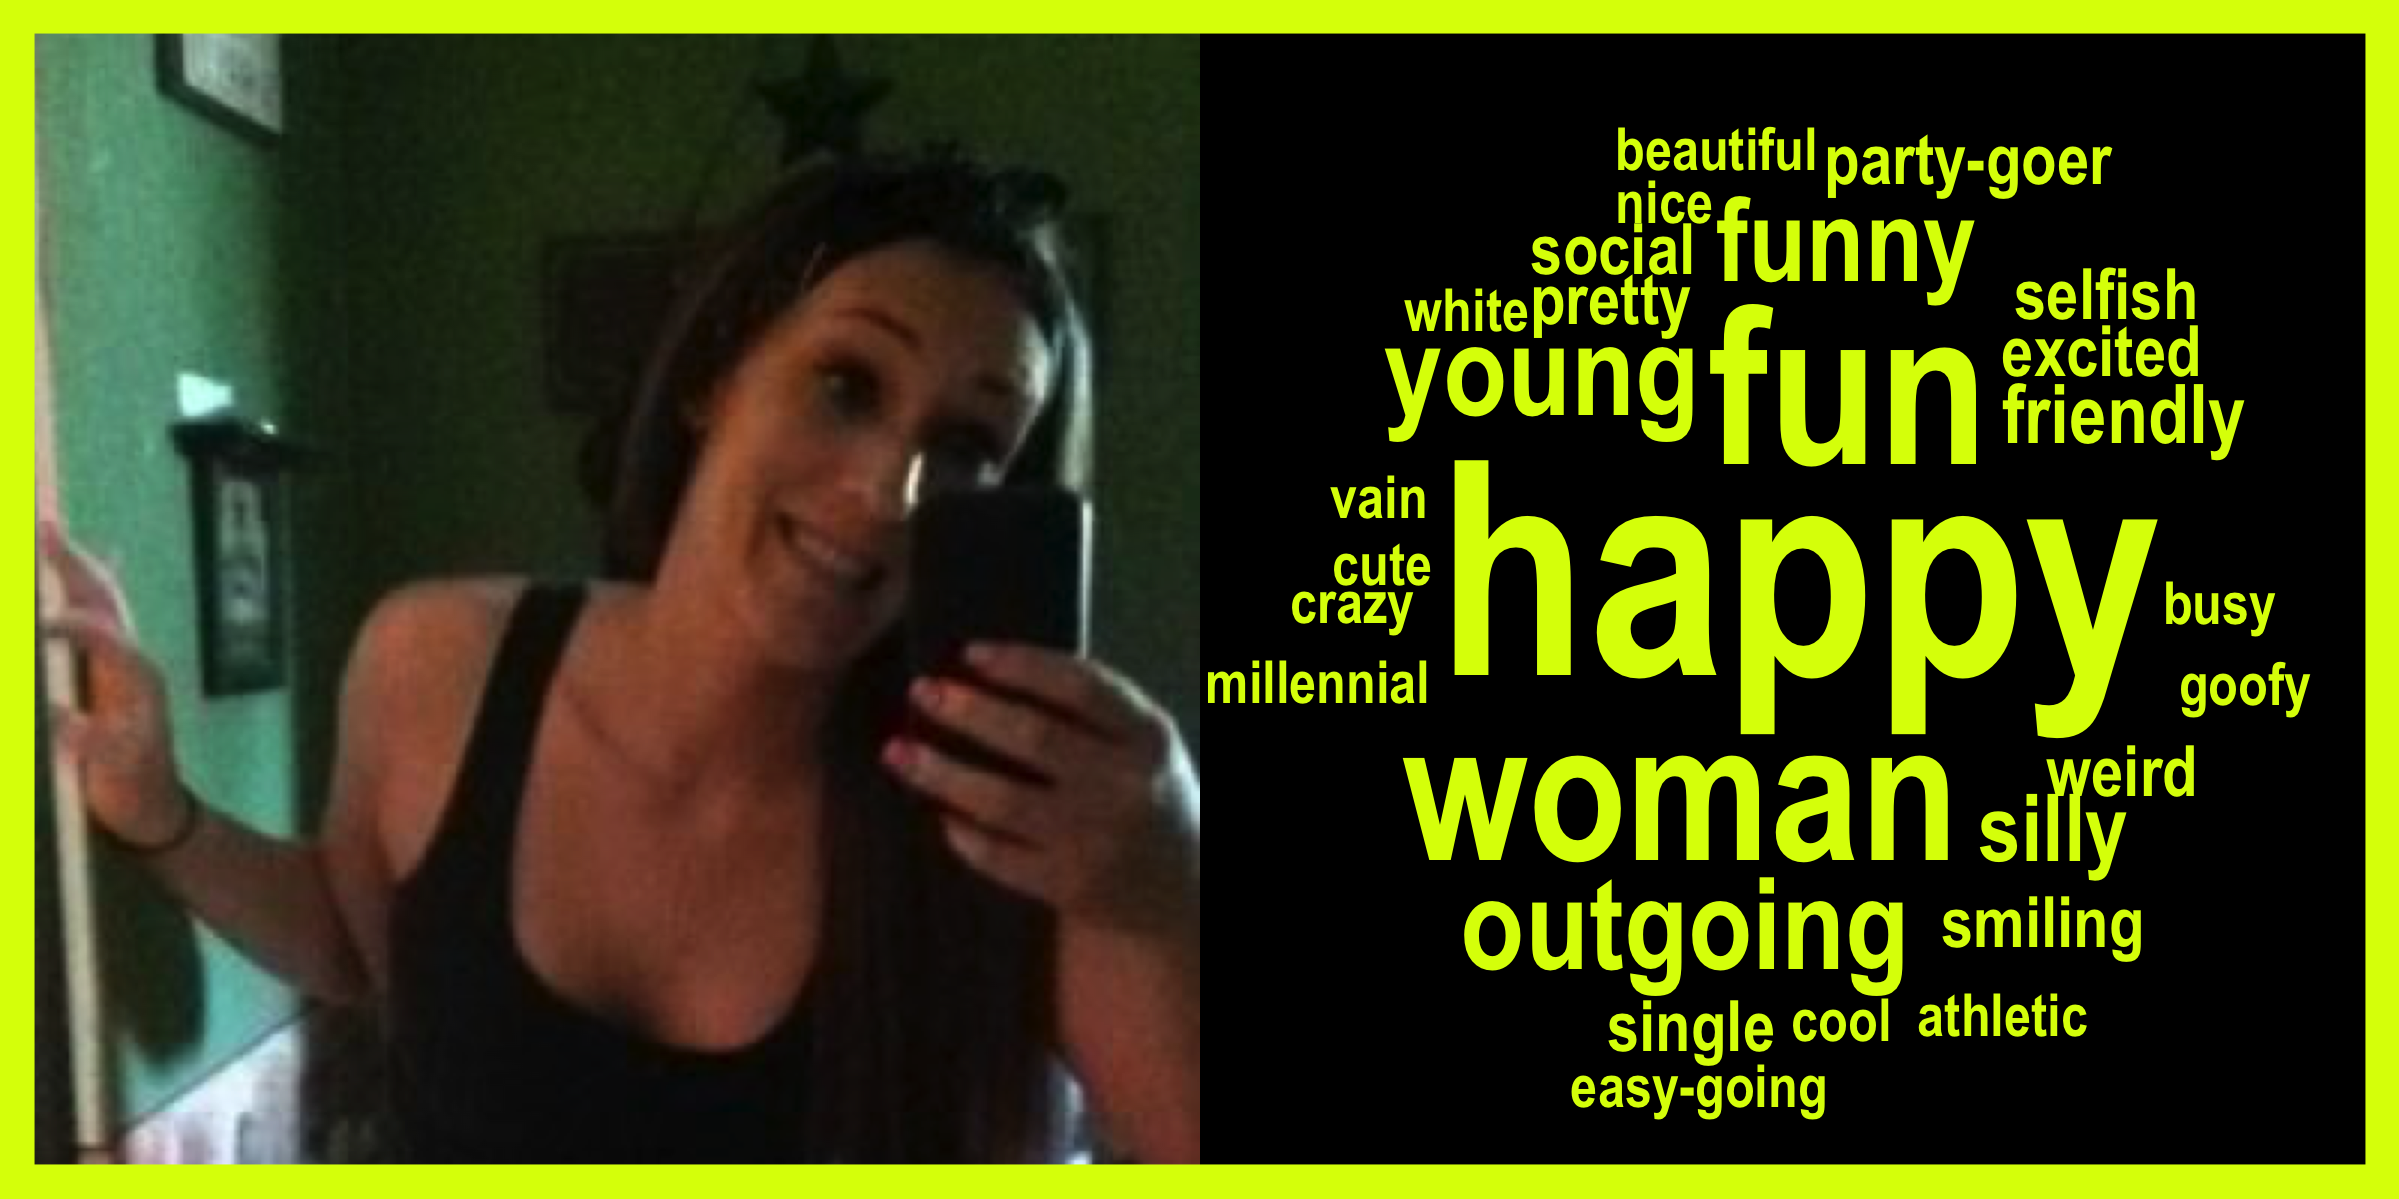 beautiful party-goer
nice
social funny
white pretty selfish
young fun excited
friendly
vain happy
cute
crazy busy
millennial goofy
woman weird
silly
outgoing smiling
single cool athletic
easy-going